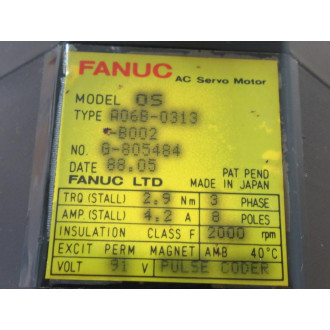 FANUC AC Servo Motor
MODEL 0S
TYPE A06B-0313
-B002
NO. G-805484
DATE 88.05
PAT PEND
FANUC LTD MADE IN JAPAN
TRQ (STALL) 2.9 Nm 3 PHASE
AMP (STALL) 4.2 A 8 POLES
INSULATION CLASS F 2000 rpm
EXCIT PERM MAGNET AMB 40°C
VOLT 91 V PULSE CODER